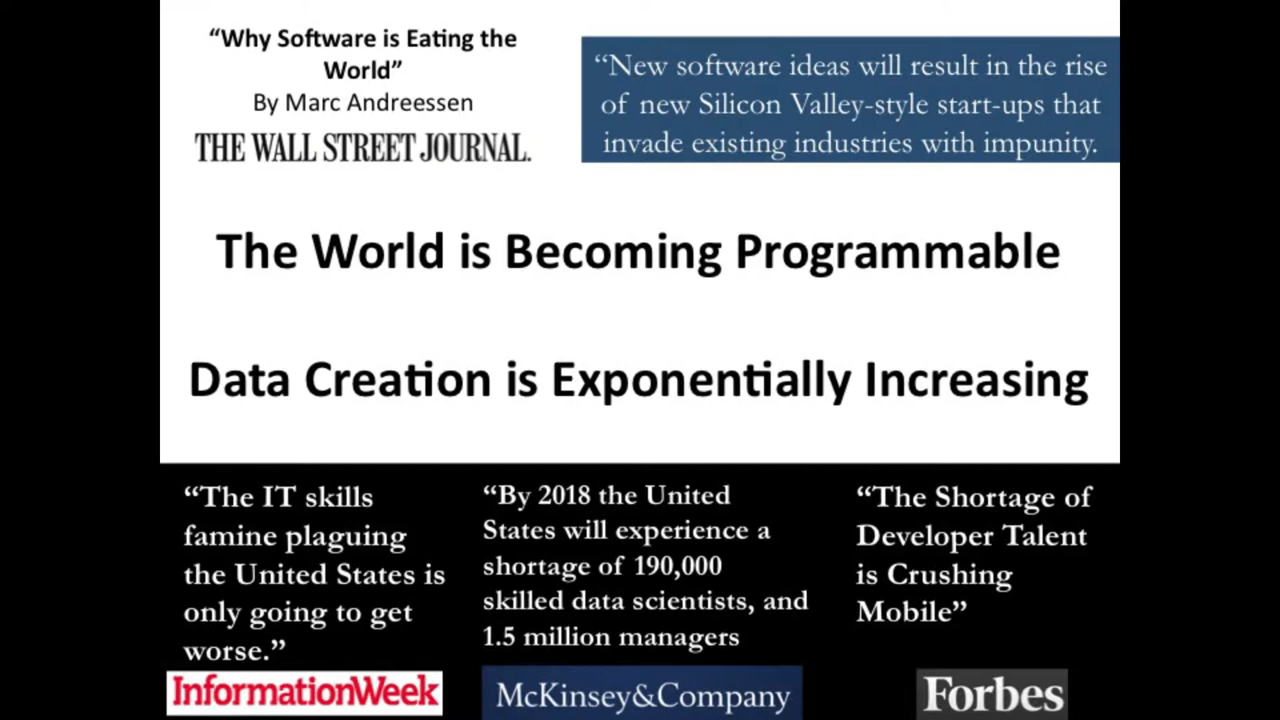 “Why Software is Eating the
World”
By Marc Andreessen
THE WALL STREET JOURNAL.
“New software ideas will result in the rise
of new Silicon Valley-style start-ups that
invade existing industries with impunity.
The World is Becoming Programmable
Data Creation is Exponentially Increasing
“The IT skills
famine plaguing
the United States is
only going to get
worse.”
InformationWeek
“By 2018 the United
States will experience a
shortage of 190,000
skilled data scientists, and
1.5 million managers
McKinsey&Company
“The Shortage of
Developer Talent
is Crushing
Mobile”
Forbes